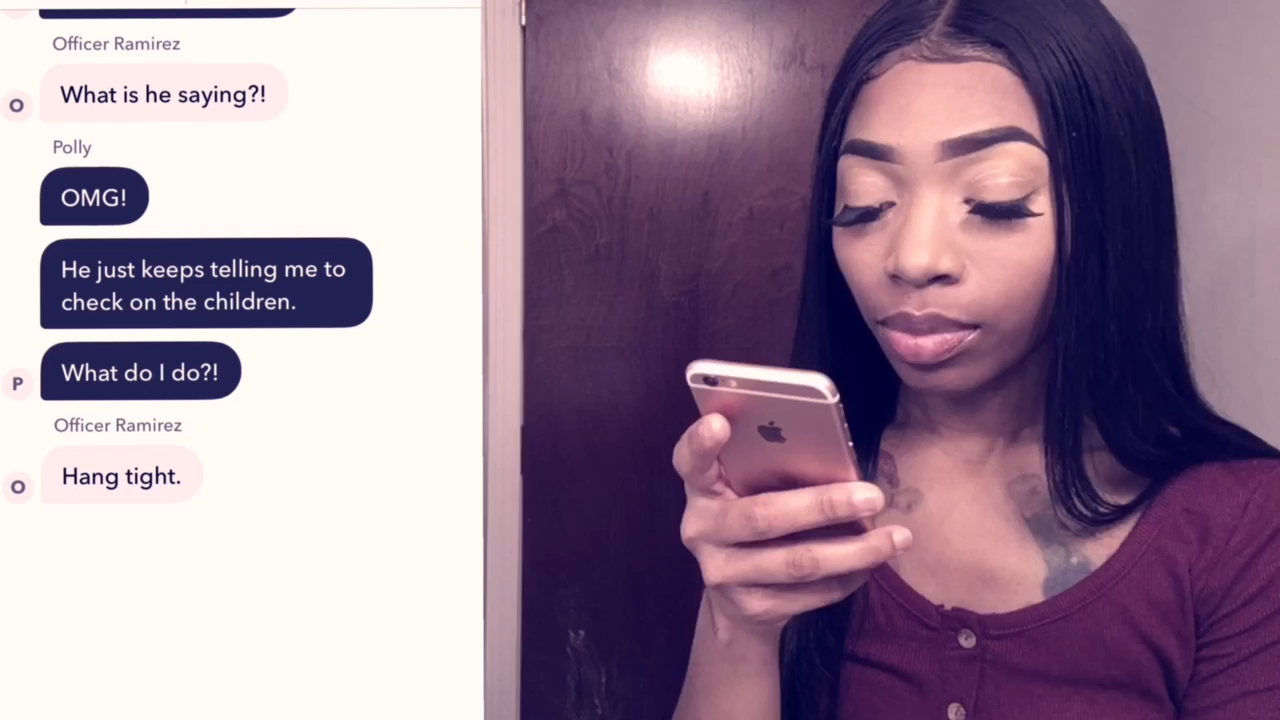 Officer Ramirez
What is he saying?!
O
Polly
OMG!
He just keeps telling me to
check on the children.
What do I do?!
P
Officer Ramirez
Hang tight.
O